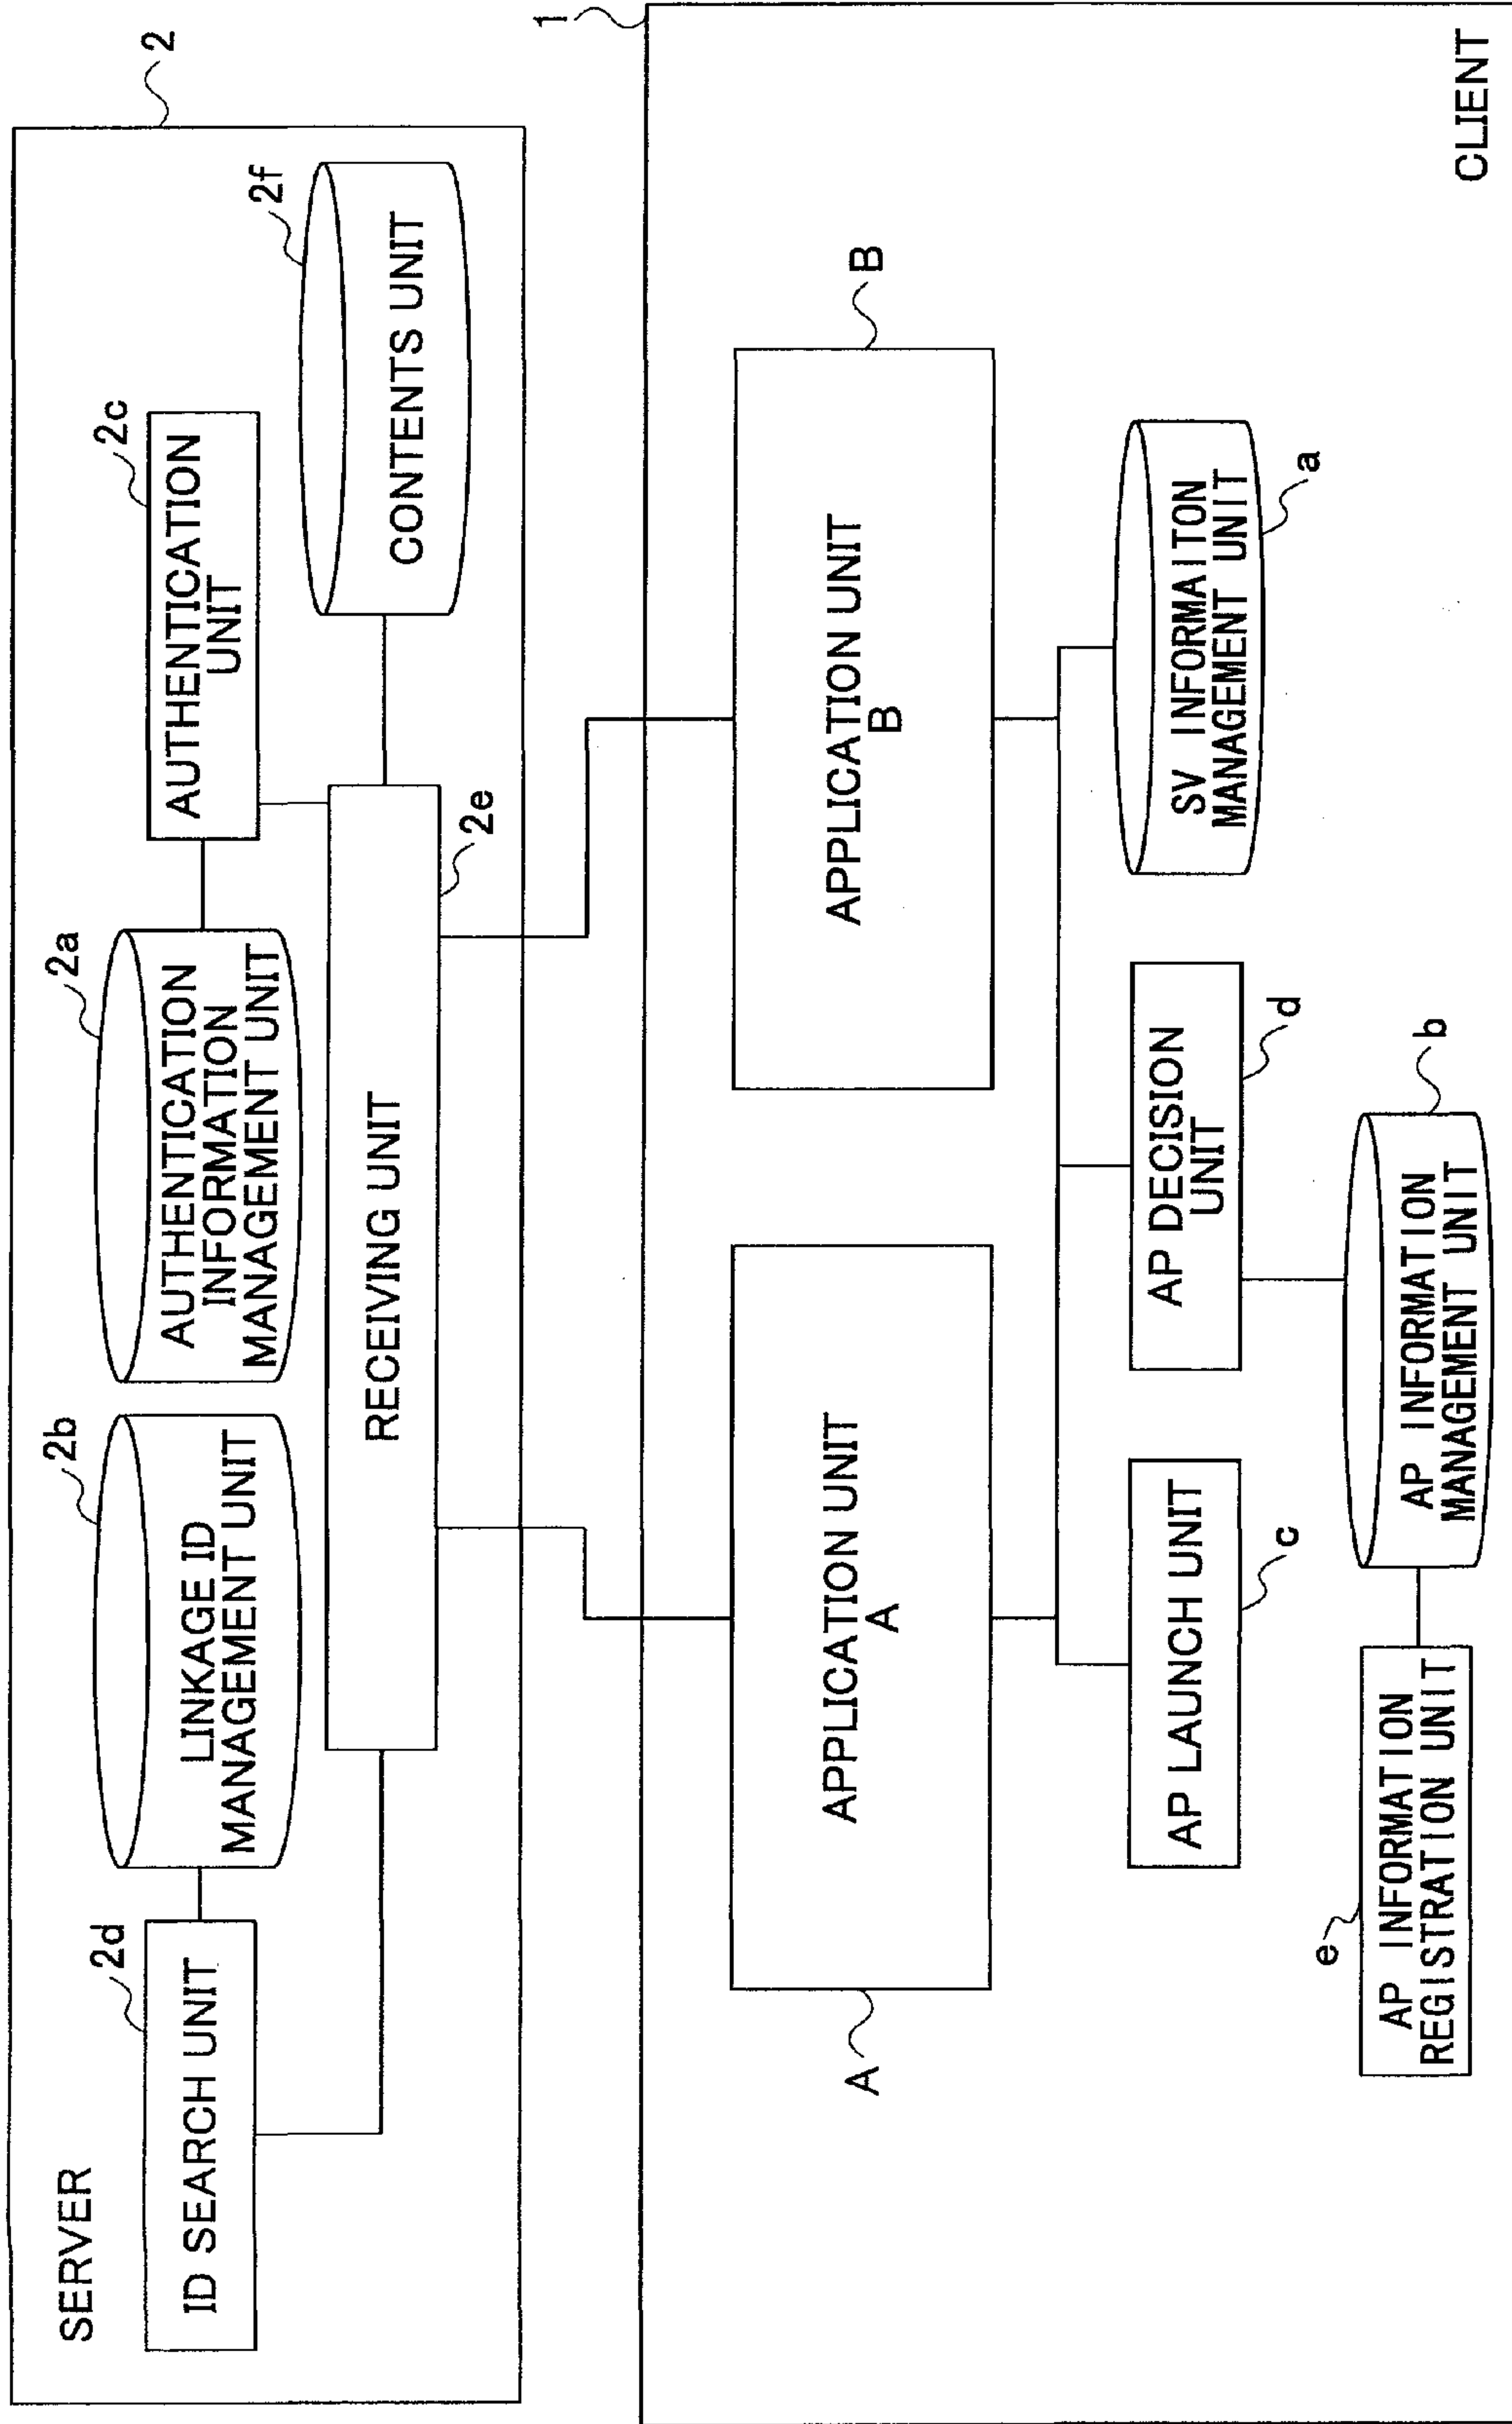 SERVER
2
2d
ID SEARCH UNIT
2b
LINKAGE ID
MANAGEMENT UNIT
2a
AUTHENTICATION
INFORMATION
MANAGEMENT UNIT
2c
AUTHENTICATION
UNIT
RECEIVING UNIT
2e
2f
CONTENTS UNIT
1
A
APPLICATION UNIT
A
APPLICATION UNIT
B
B
AP LAUNCH UNIT
c
AP DECISION
UNIT
d
SV INFORMAITON
MANAGEMENT UNIT
a
e
AP INFORMATION
REGISTRATION UNIT
AP INFORMATION
MANAGEMENT UNIT
b
CLIENT